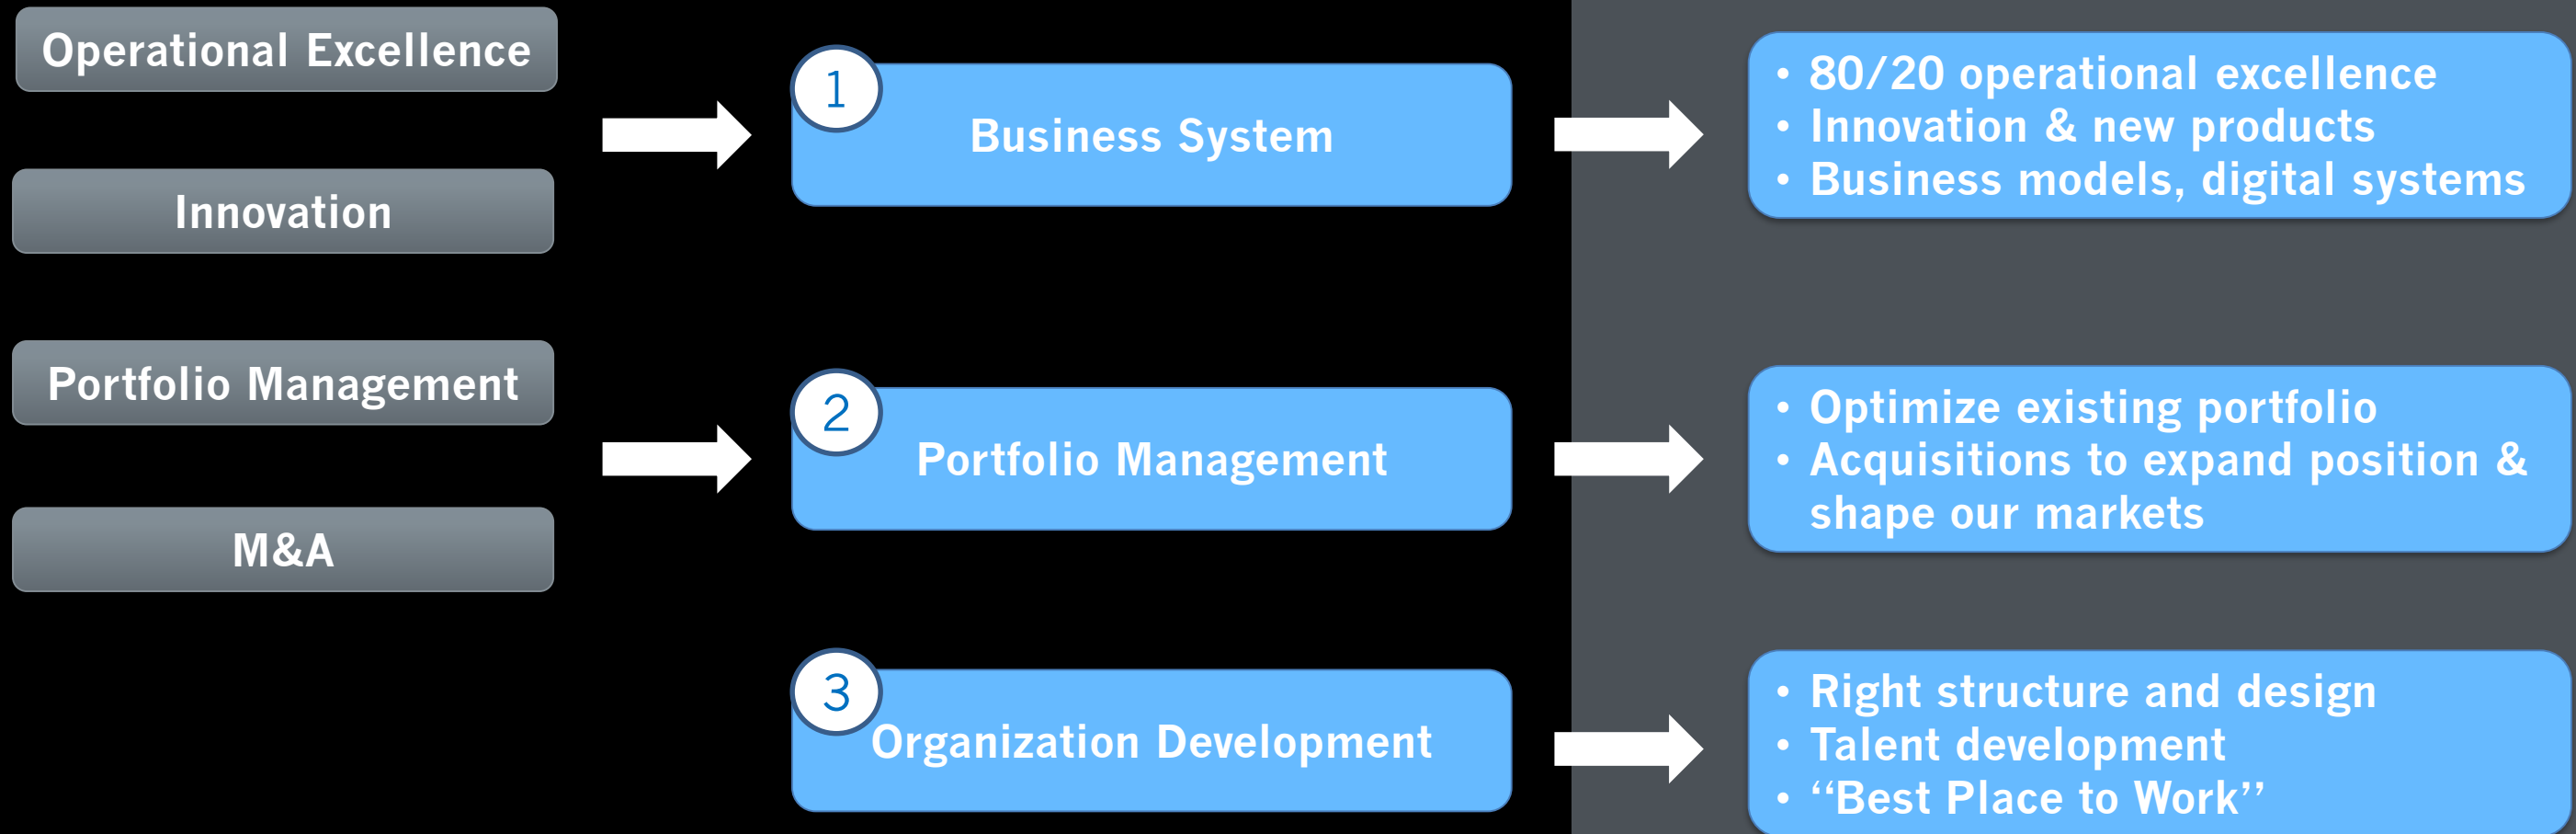 Operational Excellence
Innovation
Portfolio Management
M&A
1
Business System
2
Portfolio Management
3
Organization Development
• 80/20 operational excellence
• Innovation & new products
• Business models, digital systems
• Optimize existing portfolio
• Acquisitions to expand position &
shape our markets
• Right structure and design
• Talent development
• “Best Place to Work”